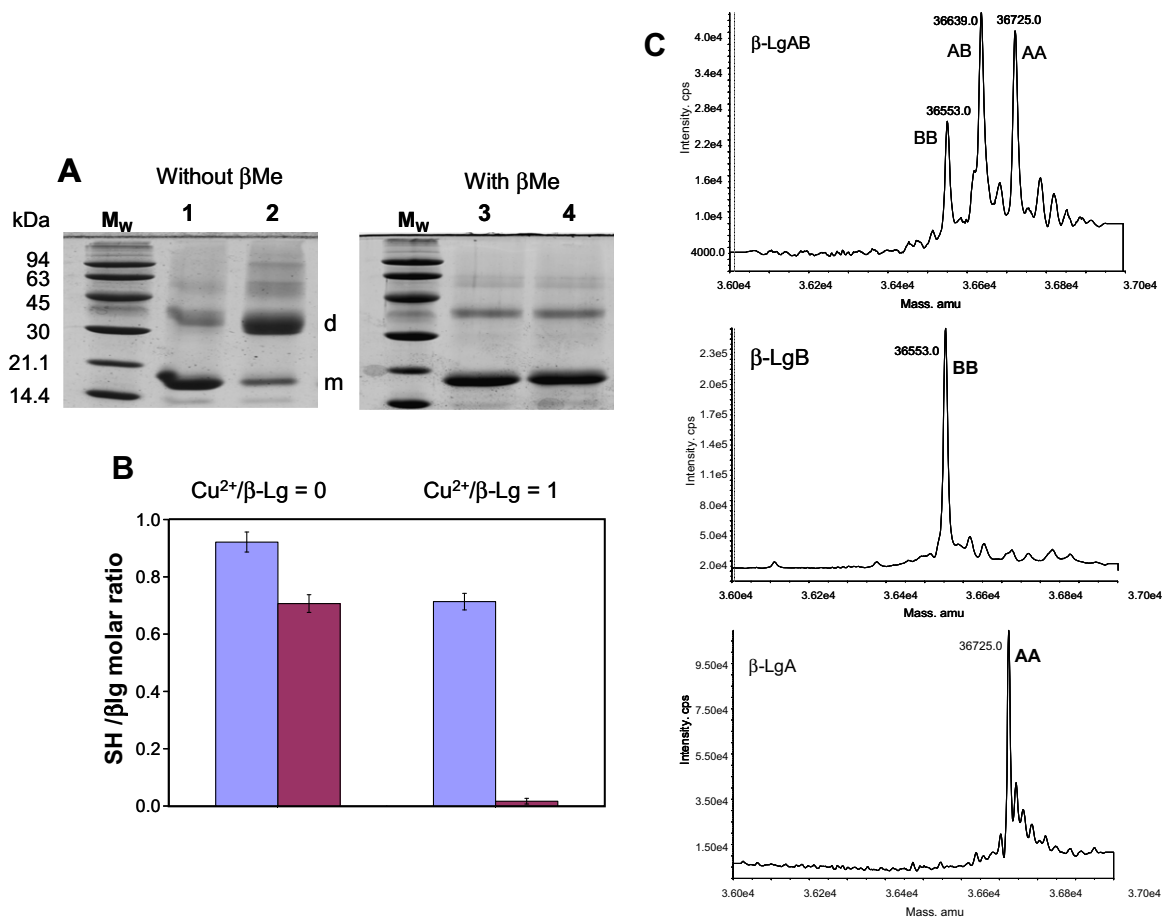 A
Without βMe
With βMe
kDa
Mw 1 2
Mw 3 4
94
63
45
30
21.1
14.4
d
m
B
Cu²⁺/β-Lg = 0
Cu²⁺/β-Lg = 1
SH /βlg molar ratio
1.0
0.8
0.6
0.4
0.2
0.0
C
β-LgAB
36639.0 36725.0
AB AA
36553.0
BB
Intensity. cps
4.0e4
3.4e4
2.8e4
2.2e4
1.6e4
1.0e4
4000.0
3.60e4 3.62e4 3.64e4 3.66e4 3.68e4 3.70e4
Mass. amu
β-LgB
36553.0 BB
Intensity. cps
2.3e5
2.0e5
1.7e5
1.4e5
1.1e5
8.0e4
5.0e4
2.0e4
3.60e4 3.62e4 3.64e4 3.66e4 3.68e4 3.70e4
Mass. amu
β-LgA
36725.0 AA
Intensity. cps
9.50e4
7.50e4
5.50e4
3.50e4
1.50e4
3.60e4 3.62e4 3.64e4 3.66e4 3.68e4 3.70e4
Mass. amu